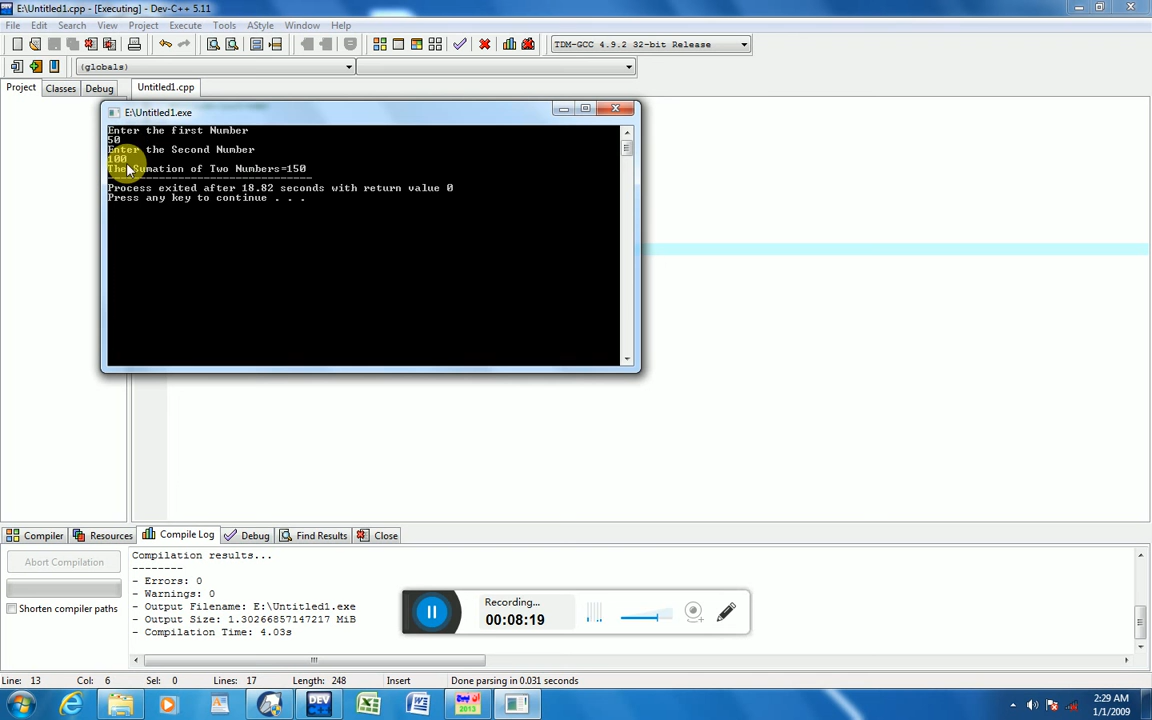 E:\Untitled1.cpp - [Executing] - Dev-C++ 5.11
File Edit Search View Project Execute Tools AStyle Window Help
TDM-GCC 4.9.2 32-bit Release
(globals)
Project Classes Debug Untitled1.cpp
E:\Untitled1.exe
Enter the first Number
50
Enter the Second Number
100
The Sumation of Two Numbers=150
--------------------------------
Process exited after 18.82 seconds with return value 0
Press any key to continue . . .
Compiler Resources Compile Log Debug Find Results Close
Abort Compilation
Shorten compiler paths
Compilation results...
--------
- Errors: 0
- Warnings: 0
- Output Filename: E:\Untitled1.exe
- Output Size: 1.30266857147217 MiB
- Compilation Time: 4.03s
Recording...
00:08:19
Line: 13 Col: 6 Sel: 0 Lines: 17 Length: 248 Insert Done parsing in 0.031 seconds
DEV
2013
2:29 AM
1/1/2009